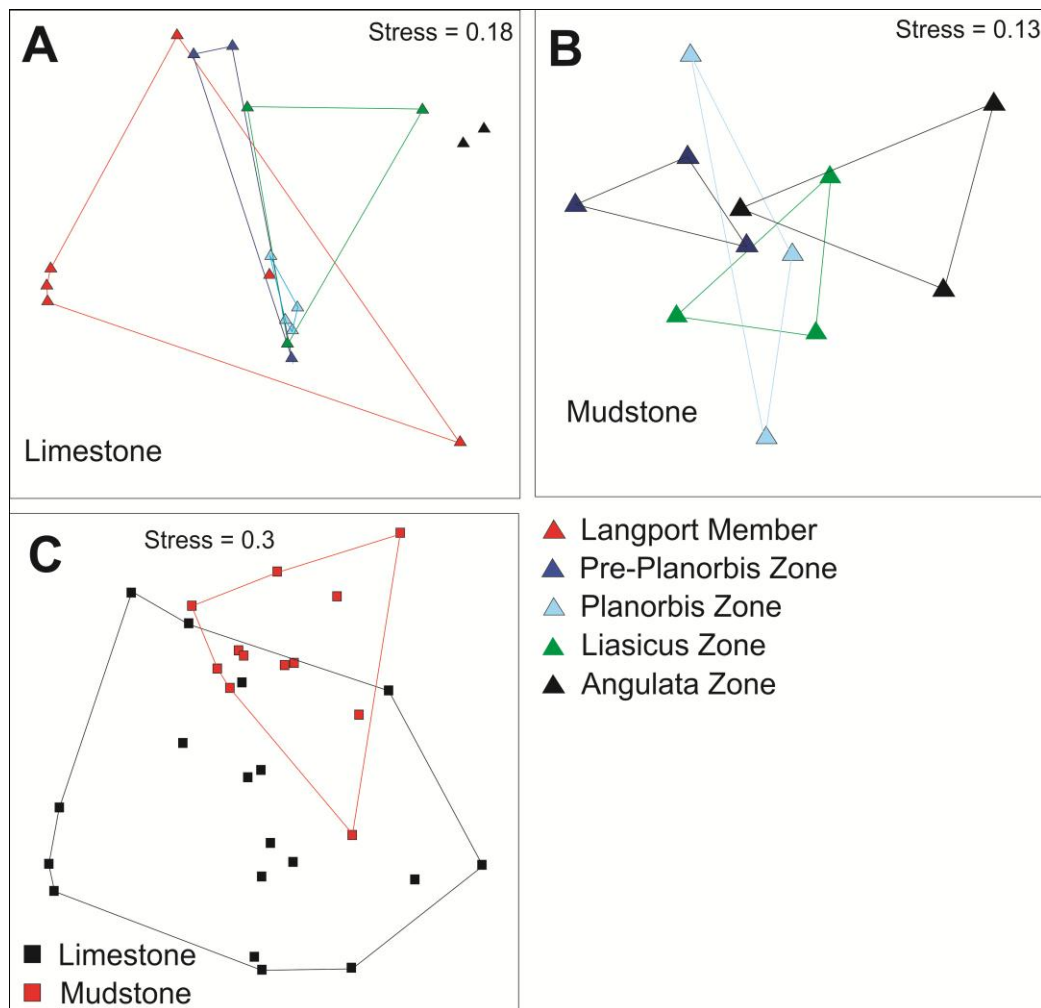 A
Stress = 0.18
Limestone
B
Stress = 0.13
Mudstone
C
Stress = 0.3
Limestone
Mudstone
Langport Member
Pre-Planorbis Zone
Planorbis Zone
Liasicus Zone
Angulata Zone